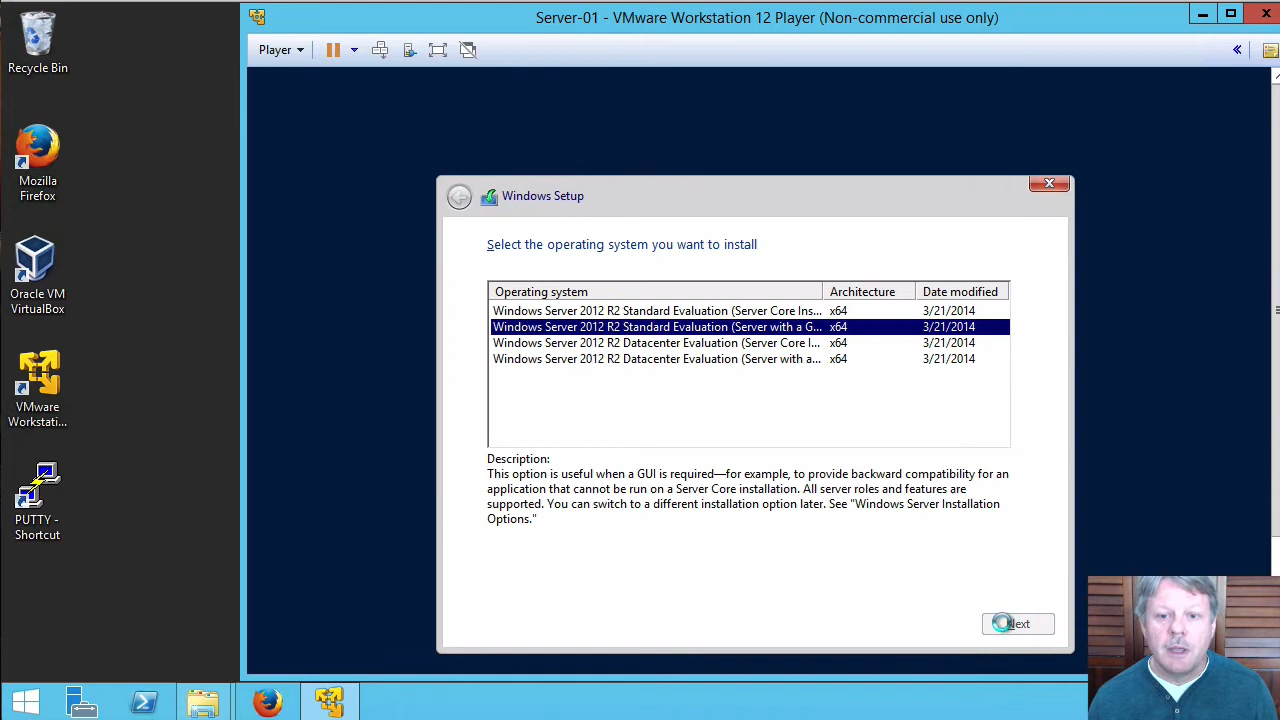 Server-01 - VMware Workstation 12 Player (Non-commercial use only)
Player
Recycle Bin
Mozilla
Firefox
Oracle VM
VirtualBox
VMware
Workstati...
PUTTY -
Shortcut
Windows Setup
Select the operating system you want to install
Operating system Architecture Date modified
Windows Server 2012 R2 Standard Evaluation (Server Core Ins... x64 3/21/2014
Windows Server 2012 R2 Standard Evaluation (Server with a G... x64 3/21/2014
Windows Server 2012 R2 Datacenter Evaluation (Server Core I... x64 3/21/2014
Windows Server 2012 R2 Datacenter Evaluation (Server with a... x64 3/21/2014
Description:
This option is useful when a GUI is required—for example, to provide backward compatibility for an
application that cannot be run on a Server Core installation. All server roles and features are
supported. You can switch to a different installation option later. See "Windows Server Installation
Options."
Next